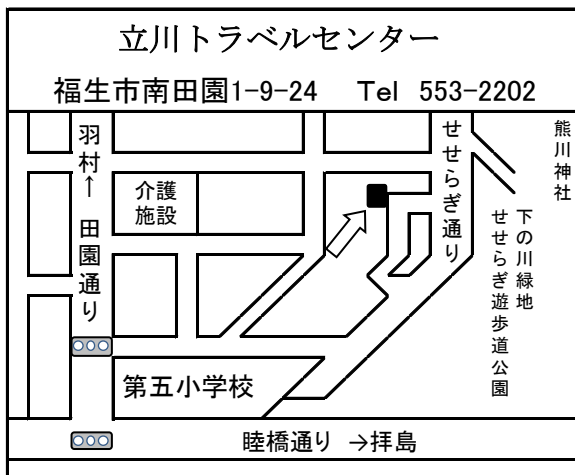 立川トラベルセンター
福生市南田園1-9-24 Tel 553-2202
羽村← 田園通り
介護
施設
せせらぎ通り
熊川神社
下の川緑地
せせらぎ遊歩道公園
第五小学校
睦橋通り →拝島